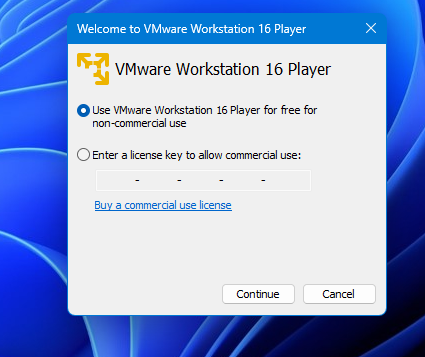 Welcome to VMware Workstation 16 Player
VMware Workstation 16 Player
Use VMware Workstation 16 Player for free for
non-commercial use
Enter a license key to allow commercial use:
- - - -
Buy a commercial use license
Continue Cancel